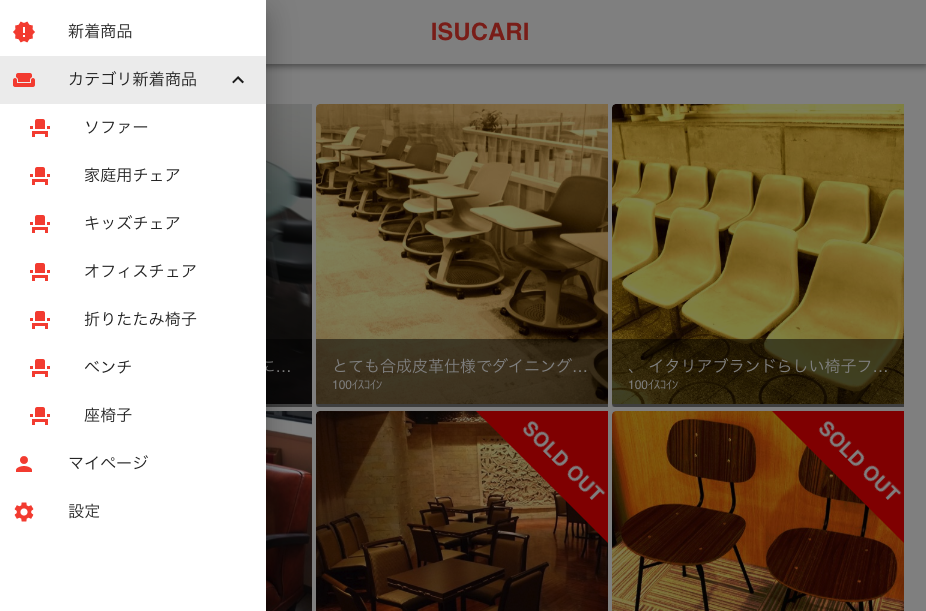 新着商品
カテゴリ新着商品
ソファー
家庭用チェア
キッズチェア
オフィスチェア
折りたたみ椅子
ベンチ
座椅子
マイページ
設定
ISUCARI
に...
とても合成皮革仕様でダイニング...
100ｲｽｺｲﾝ
、 イタリアブランドらしい椅子フ...
100ｲｽｺｲﾝ
SOLD OUT
SOLD OUT